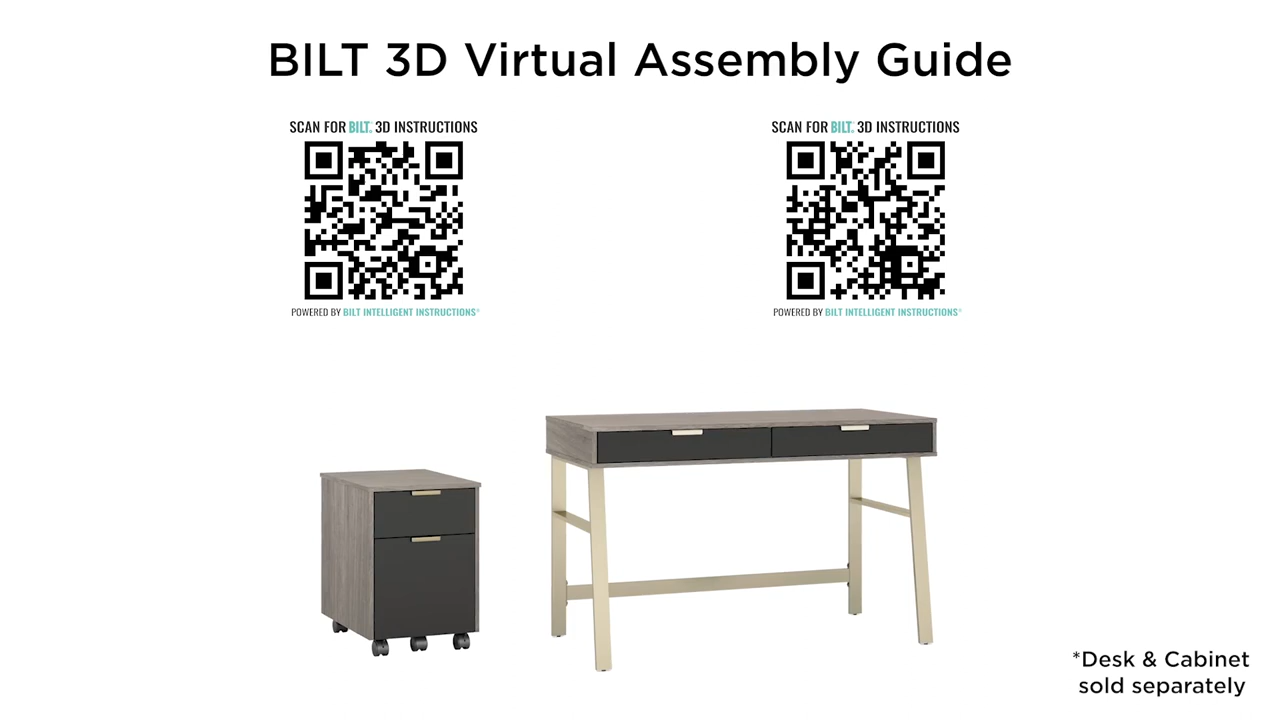 BILT 3D Virtual Assembly Guide
SCAN FOR BILT. 3D INSTRUCTIONS
POWERED BY BILT INTELLIGENT INSTRUCTIONS®
SCAN FOR BILT. 3D INSTRUCTIONS
POWERED BY BILT INTELLIGENT INSTRUCTIONS®
*Desk & Cabinet
sold separately